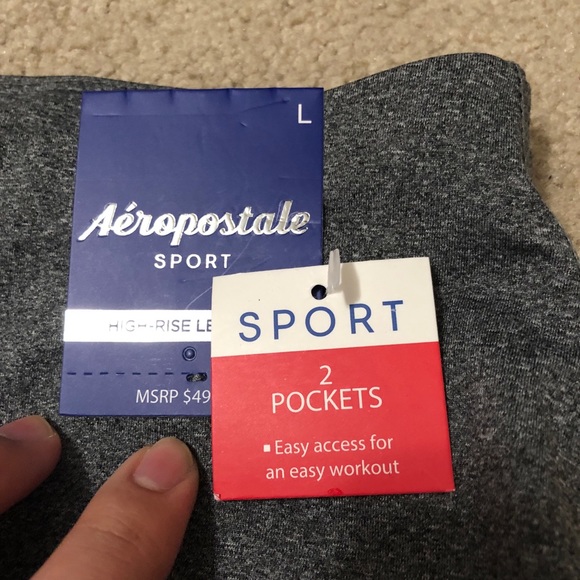 L
Aéropostale
SPORT
HIGH-RISE LE
MSRP $49
SPORT
2
POCKETS
▪ Easy access for
an easy workout